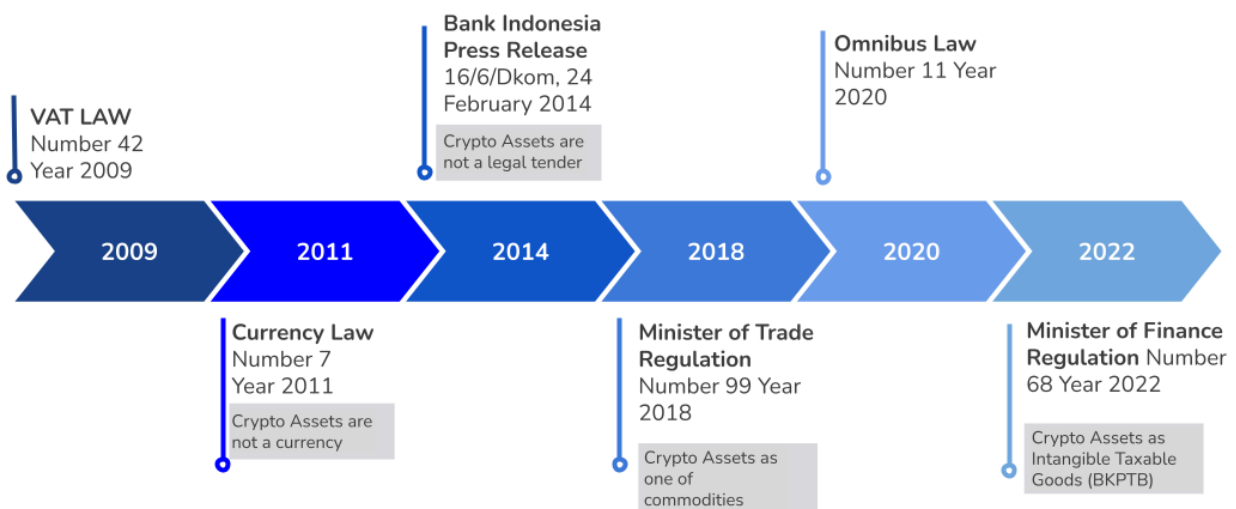 Bank Indonesia
Press Release
16/6/Dkom, 24
February 2014
Crypto Assets are
not a legal tender
Omnibus Law
Number 11 Year
2020
VAT LAW
Number 42
Year 2009
2009
2011
2014
2018
2020
2022
Currency Law
Number 7
Year 2011
Crypto Assets are
not a currency
Minister of Trade
Regulation
Number 99 Year
2018
Crypto Assets as
one of
commodities
Minister of Finance
Regulation Number
68 Year 2022
Crypto Assets as
Intangible Taxable
Goods (BKPTB)